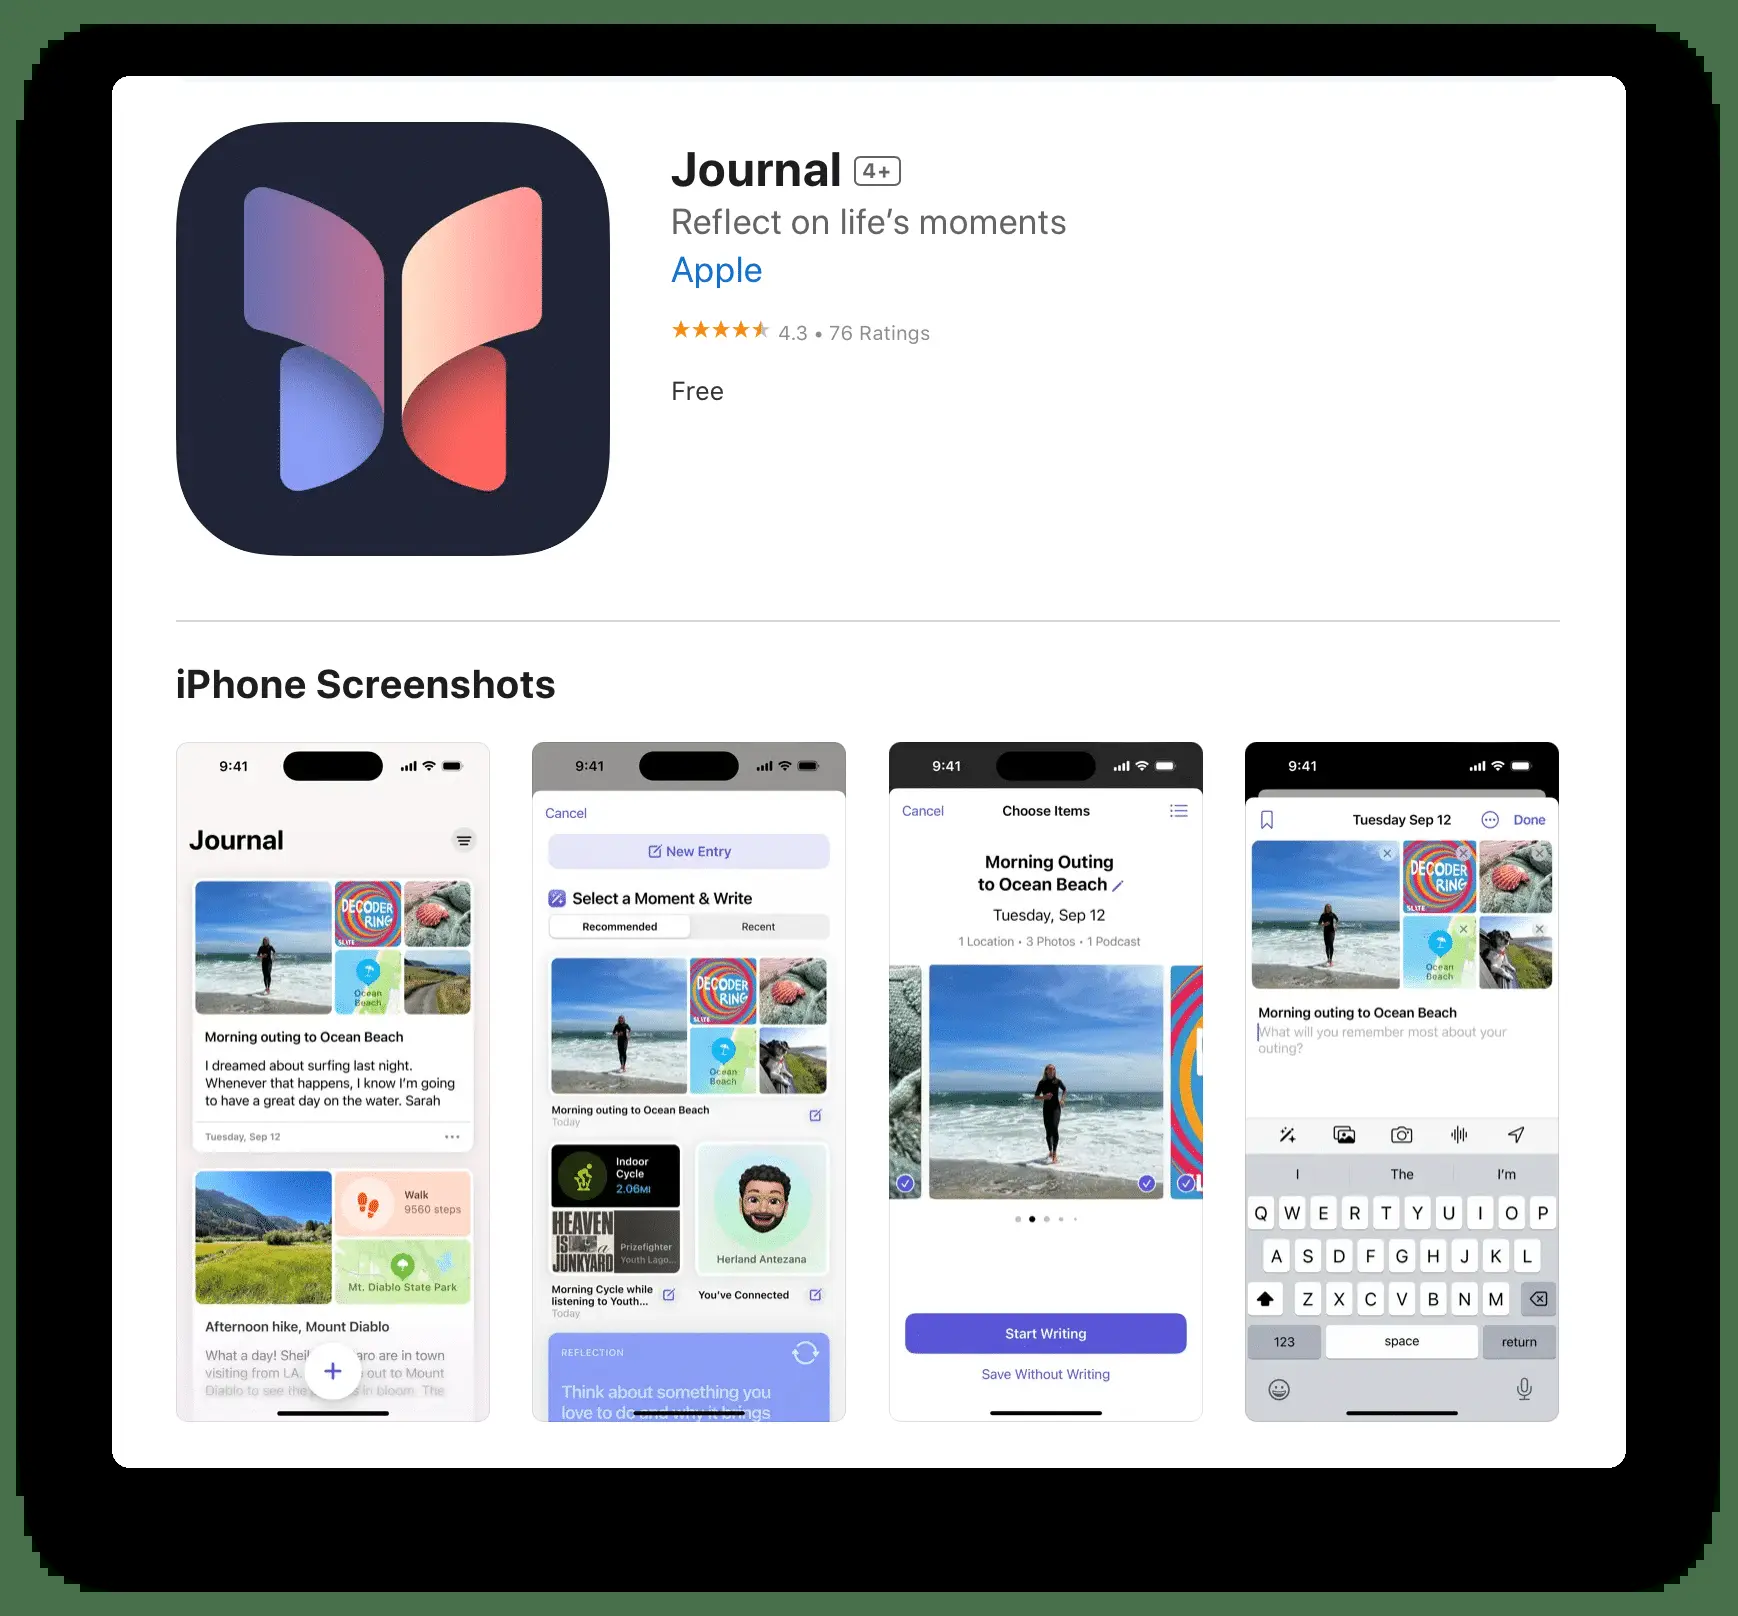 Journal 4+
Reflect on life's moments
Apple
4.3 • 76 Ratings
Free
iPhone Screenshots
9:41
Journal
DECODER
RING
SLATE
Ocean
Beach
Morning outing to Ocean Beach
I dreamed about surfing last night.
Whenever that happens, I know I'm going
to have a great day on the water. Sarah
Tuesday, Sep 12
Walk
9560 steps
Mt. Diablo State Park
Afternoon hike, Mount Diablo
What a day! Sheil aro are in town
visiting from LA. out to Mount
Diablo to see the in bloom. The
9:41
Cancel
New Entry
Select a Moment & Write
Recommended Recent
DECODER
RING
SLATE
Ocean
Beach
Morning outing to Ocean Beach
Today
Indoor
Cycle
2.06MI
HEAVEN
IS a
JUNKYARD
Prizefighter
Youth Lago...
Herland Antezana
Morning Cycle while
listening to Youth...
Today
You've Connected
REFLECTION
Think about something you
love to do and why it brings
9:41
Cancel Choose Items
Morning Outing
to Ocean Beach
Tuesday, Sep 12
1 Location • 3 Photos • 1 Podcast
Start Writing
Save Without Writing
9:41
Tuesday Sep 12 Done
DECODER
RING
SLATE
Ocean
Beach
Morning outing to Ocean Beach
What will you remember most about your
outing?
I The I'm
Q W E R T Y U I O P
A S D F G H J K L
Z X C V B N M
123 space return